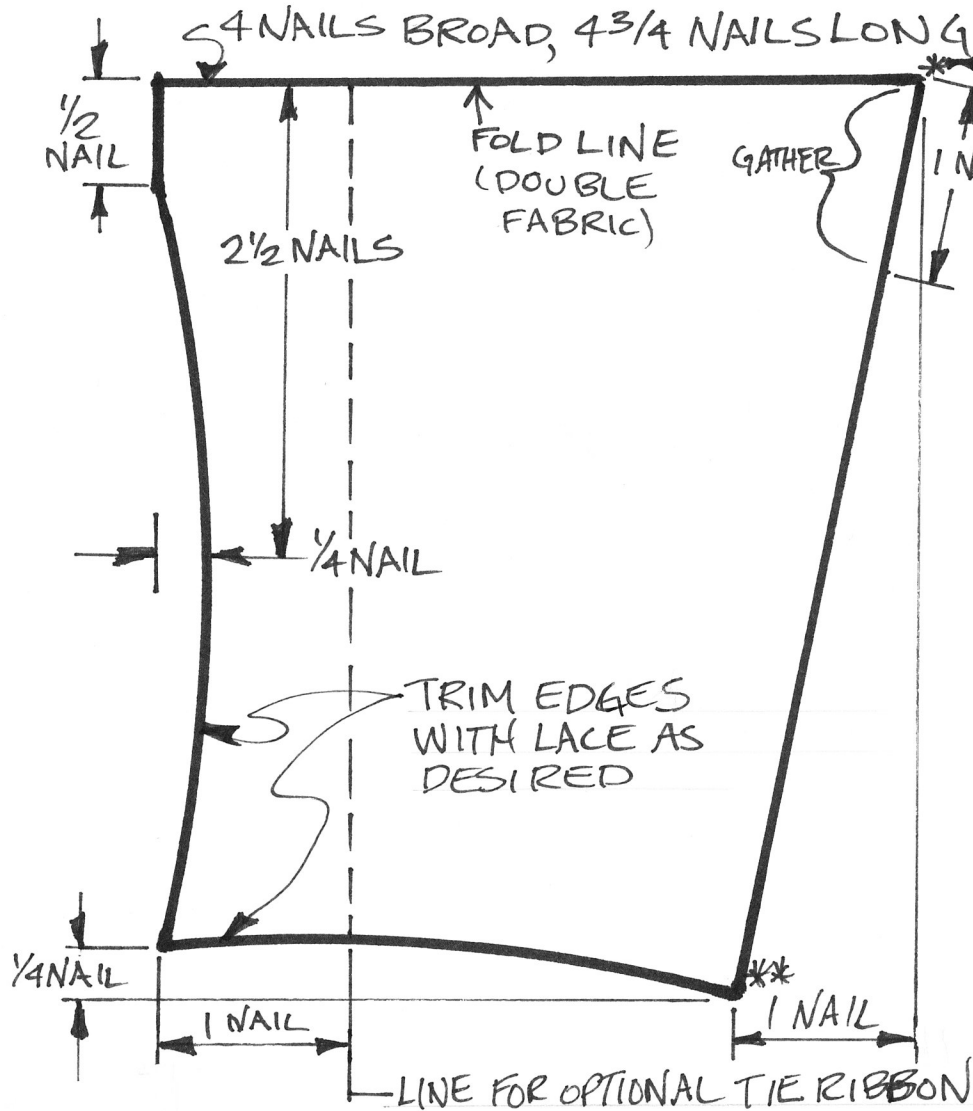 4 NAILS BROAD, 4 3/4 NAILS LONG
*
1/2
NAIL
FOLD LINE
(DOUBLE
FABRIC)
GATHER
1 N
2 1/2 NAILS
1/4 NAIL
TRIM EDGES
WITH LACE AS
DESIRED
1/4 NAIL
**
1 NAIL
1 NAIL
LINE FOR OPTIONAL TIE RIBBON